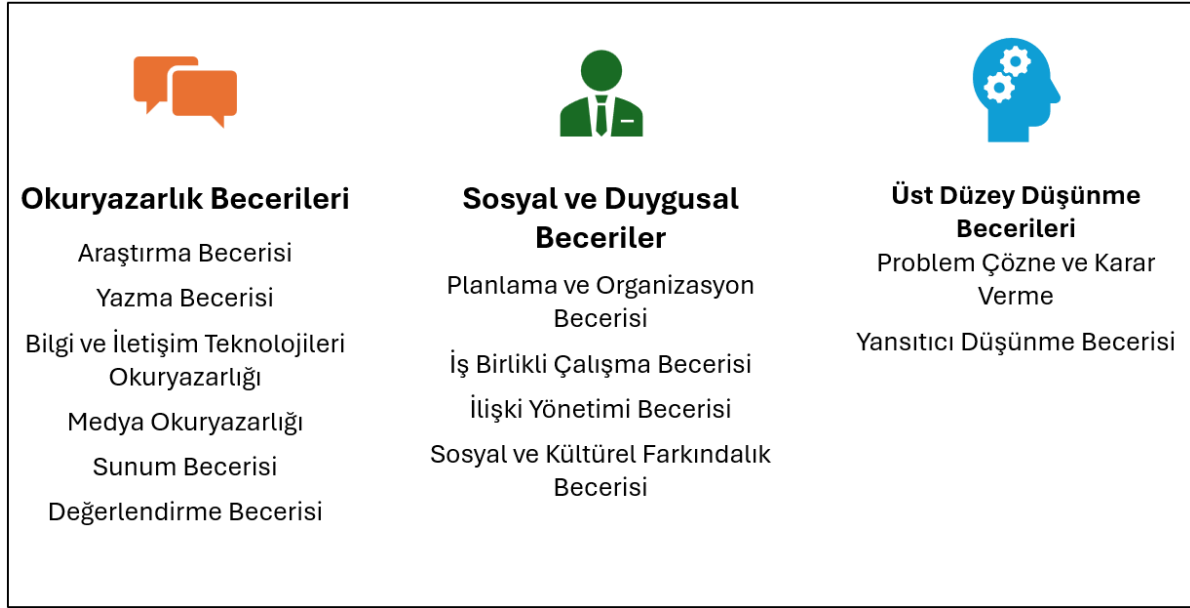 Okuryazarlık Becerileri
Araştırma Becerisi
Yazma Becerisi
Bilgi ve İletişim Teknolojileri
Okuryazarlığı
Medya Okuryazarlığı
Sunum Becerisi
Değerlendirme Becerisi
Sosyal ve Duygusal
Beceriler
Planlama ve Organizasyon
Becerisi
İş Birlikli Çalışma Becerisi
İlişki Yönetimi Becerisi
Sosyal ve Kültürel Farkındalık
Becerisi
Üst Düzey Düşünme
Becerileri
Problem Çözne ve Karar
Verme
Yansıtıcı Düşünme Becerisi